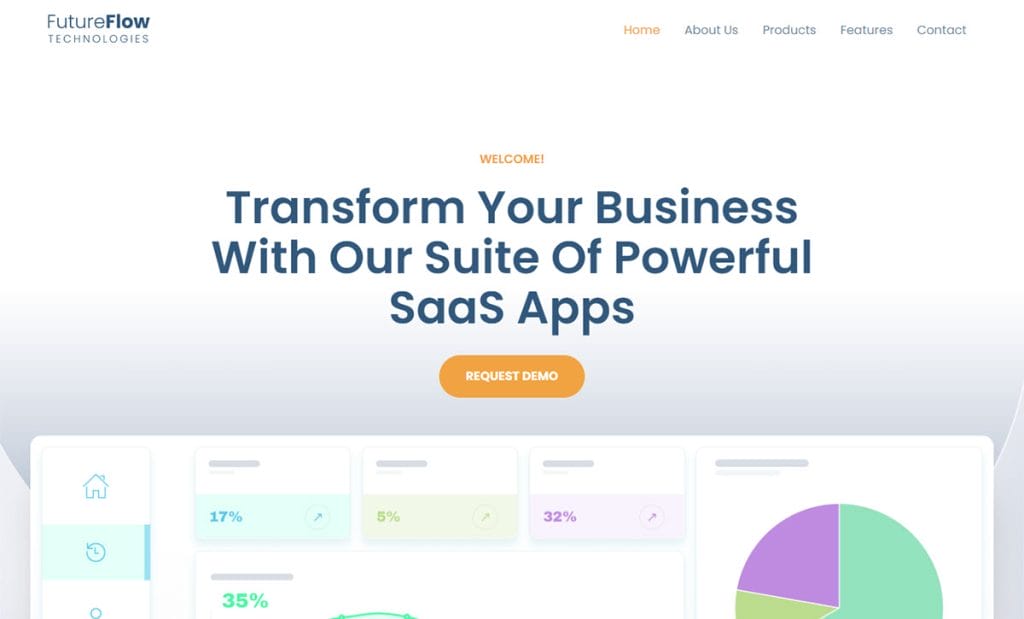 FutureFlow
TECHNOLOGIES
Home About Us Products Features Contact
WELCOME!
Transform Your Business
With Our Suite Of Powerful
SaaS Apps
REQUEST DEMO
17% 5% 32%
35%